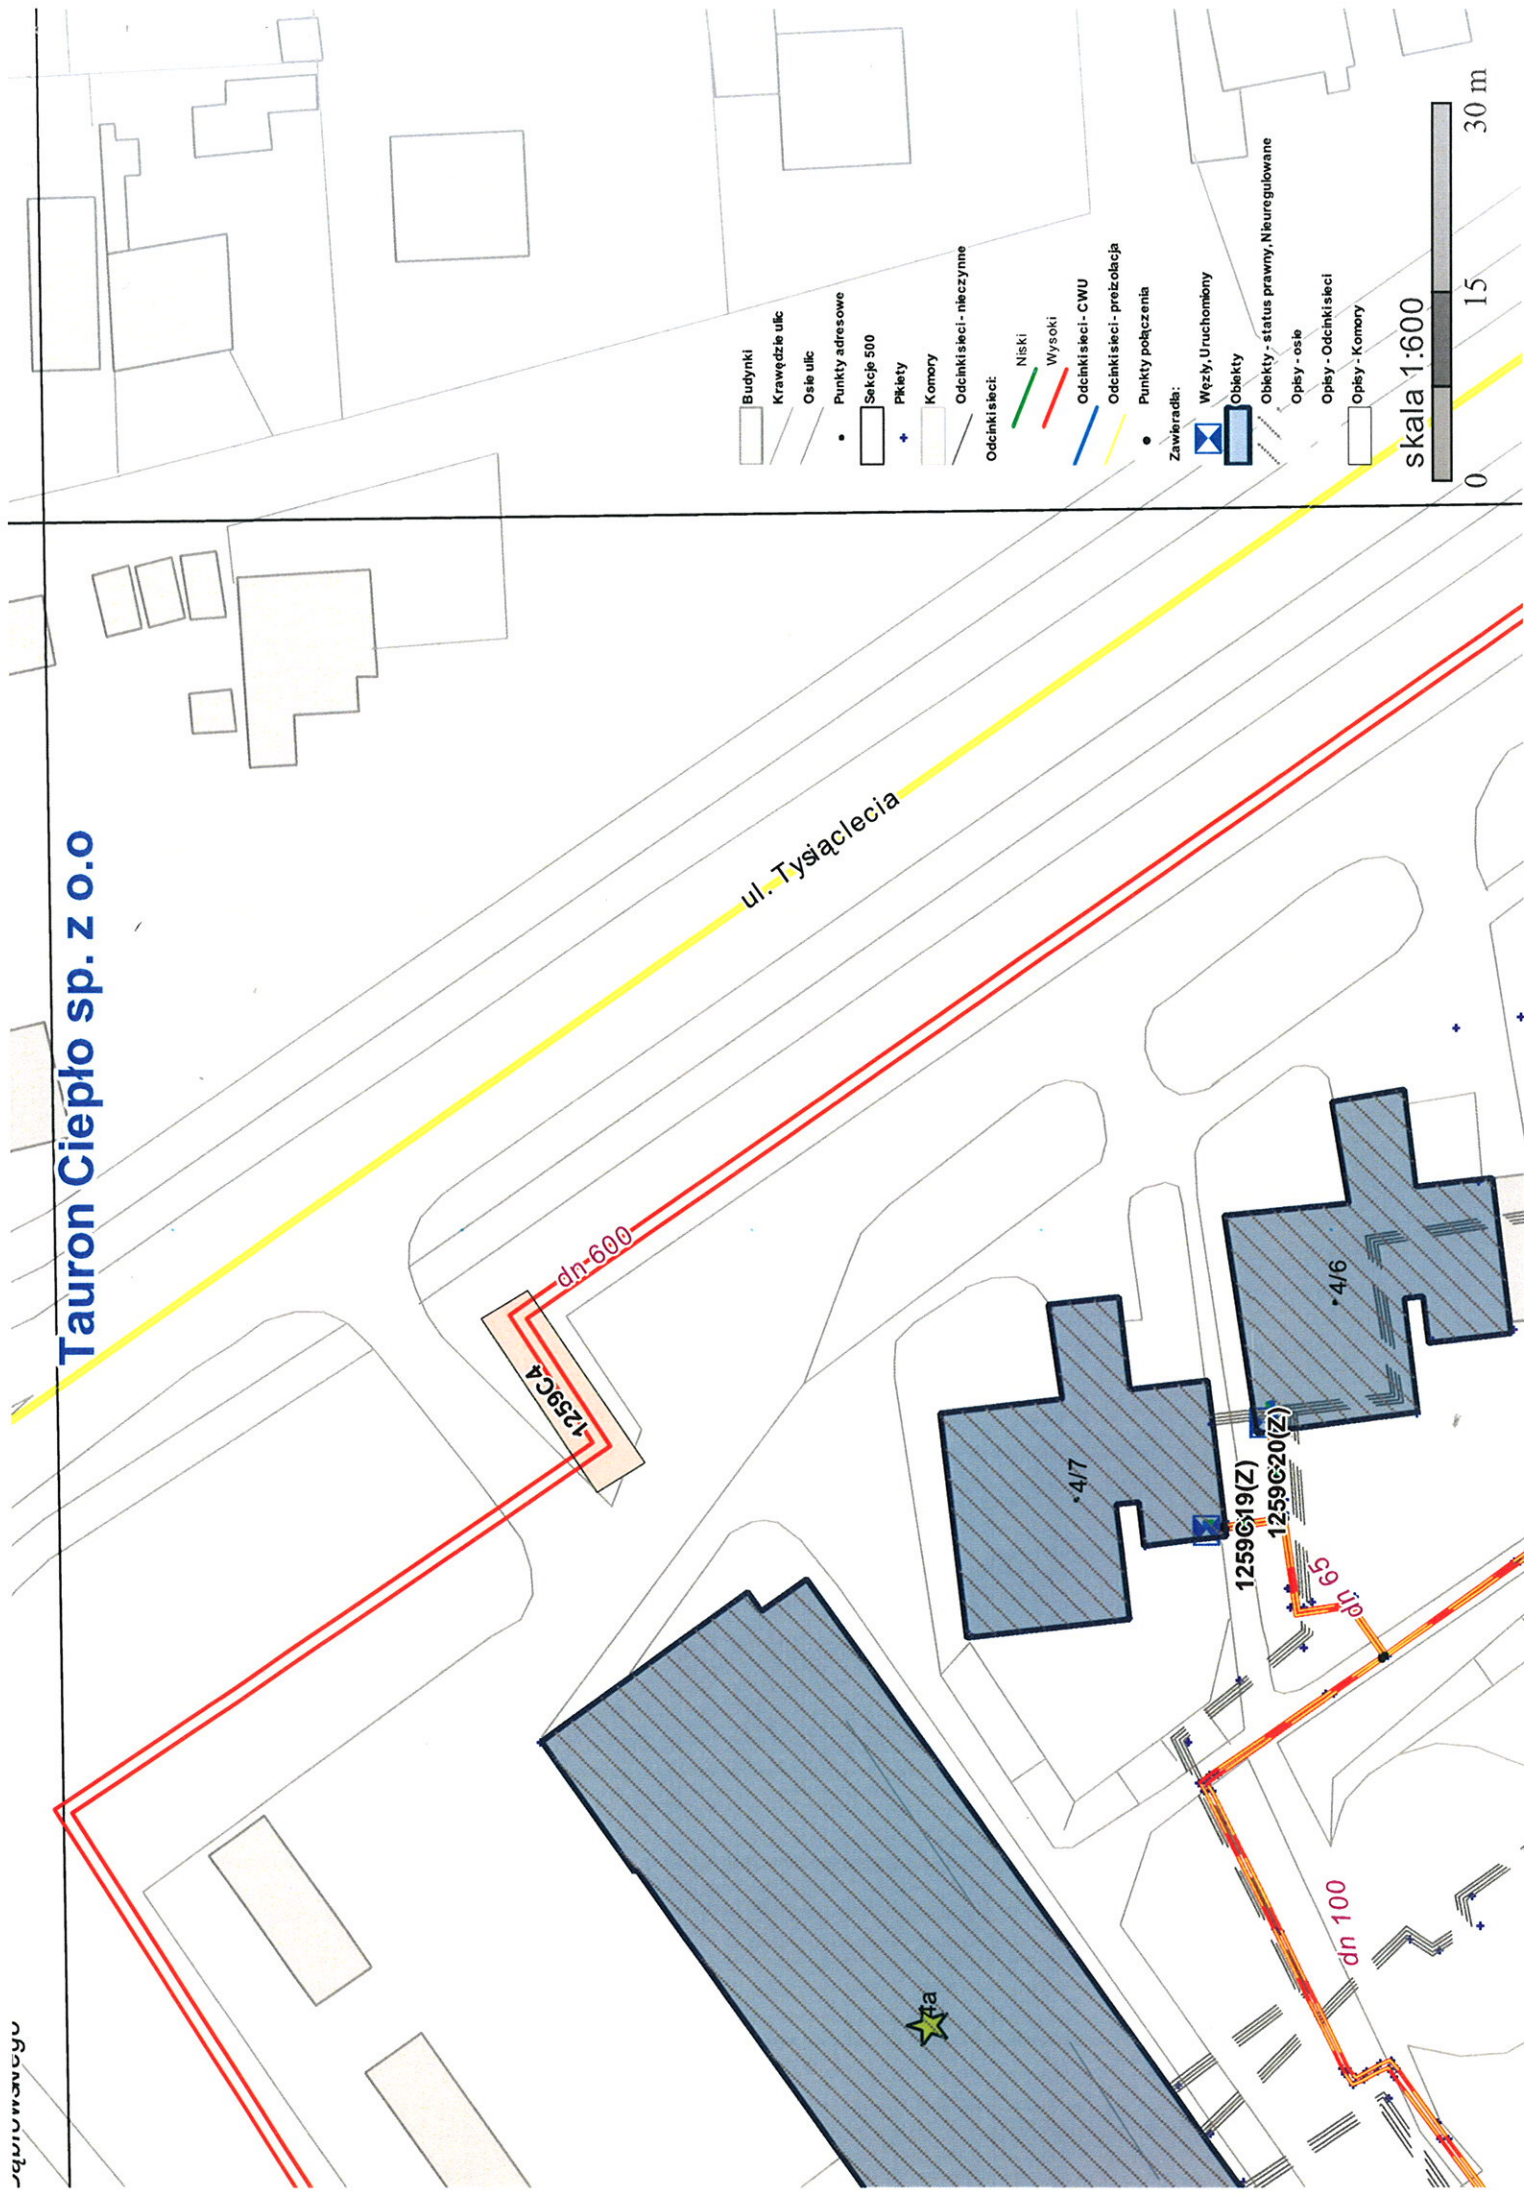 Tauron Ciepło sp. z o.o
ul. Tysiąclecia
dn 600
1259C4
4/7
4/6
1259C19(Z)
1259C20(Z)
dn 65
dn 100
4a
Budynki
Krawędzie ulic
Osie ulic
Punkty adresowe
Sekcje 500
Pikiety
Komory
Odcinki sieci - nieczynne
Odcinki sieci:
Niski
Wysoki
Odcinki sieci - CWU
Odcinki sieci - preizolacja
Punkty połączenia
Zawieradła:
Węzły, Uruchomiony
Obiekty
Obiekty - status prawny, Nieuregulowane
Opisy - osie
Opisy - Odcinki sieci
Opisy - Komory
skala 1:600
0 15 30 m